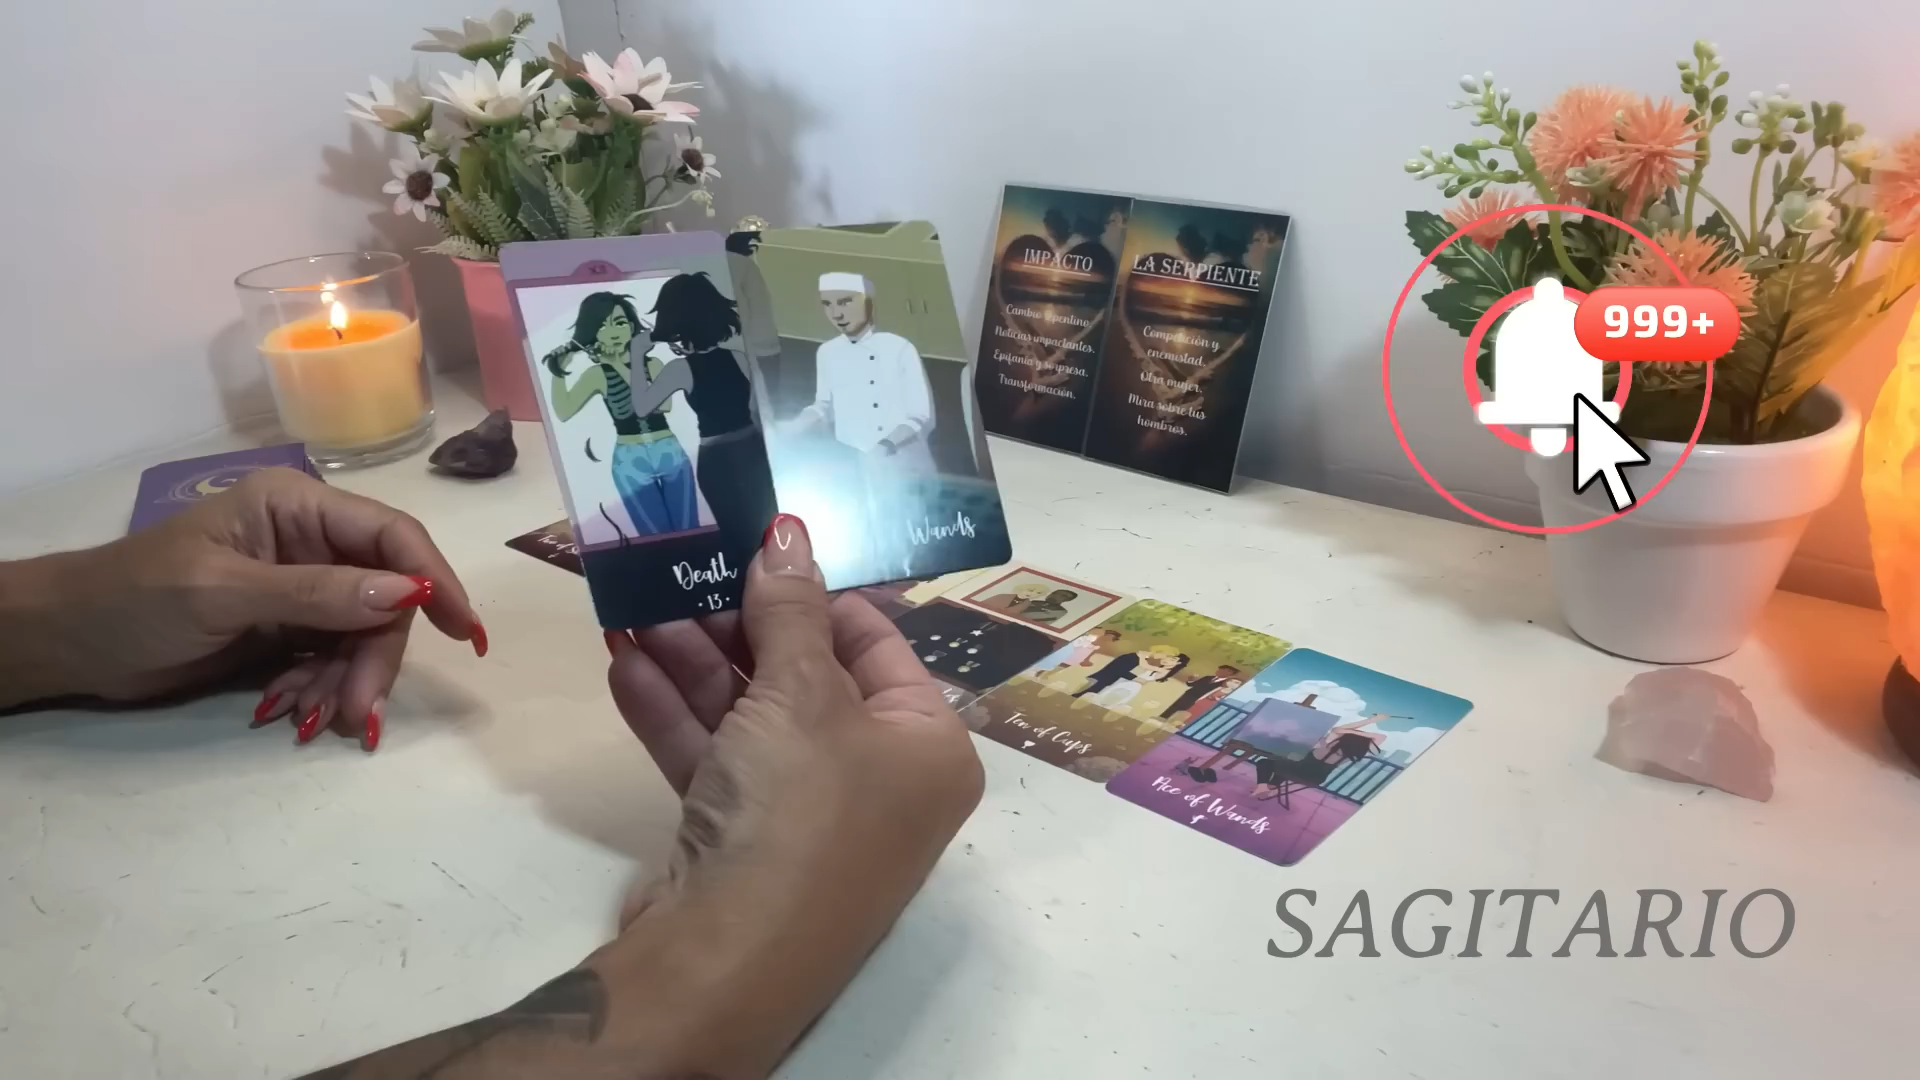 IMPACTO
Cambio repentino.
Noticias impactantes.
Epifanía y sorpresa.
Transformación.
LA SERPIENTE
Competición y
enemistad.
Otra mujer.
Mira sobre tus
hombros.
999+
Death
• 13 •
Wands
Ten of Cups
Ace of Wands
SAGITARIO